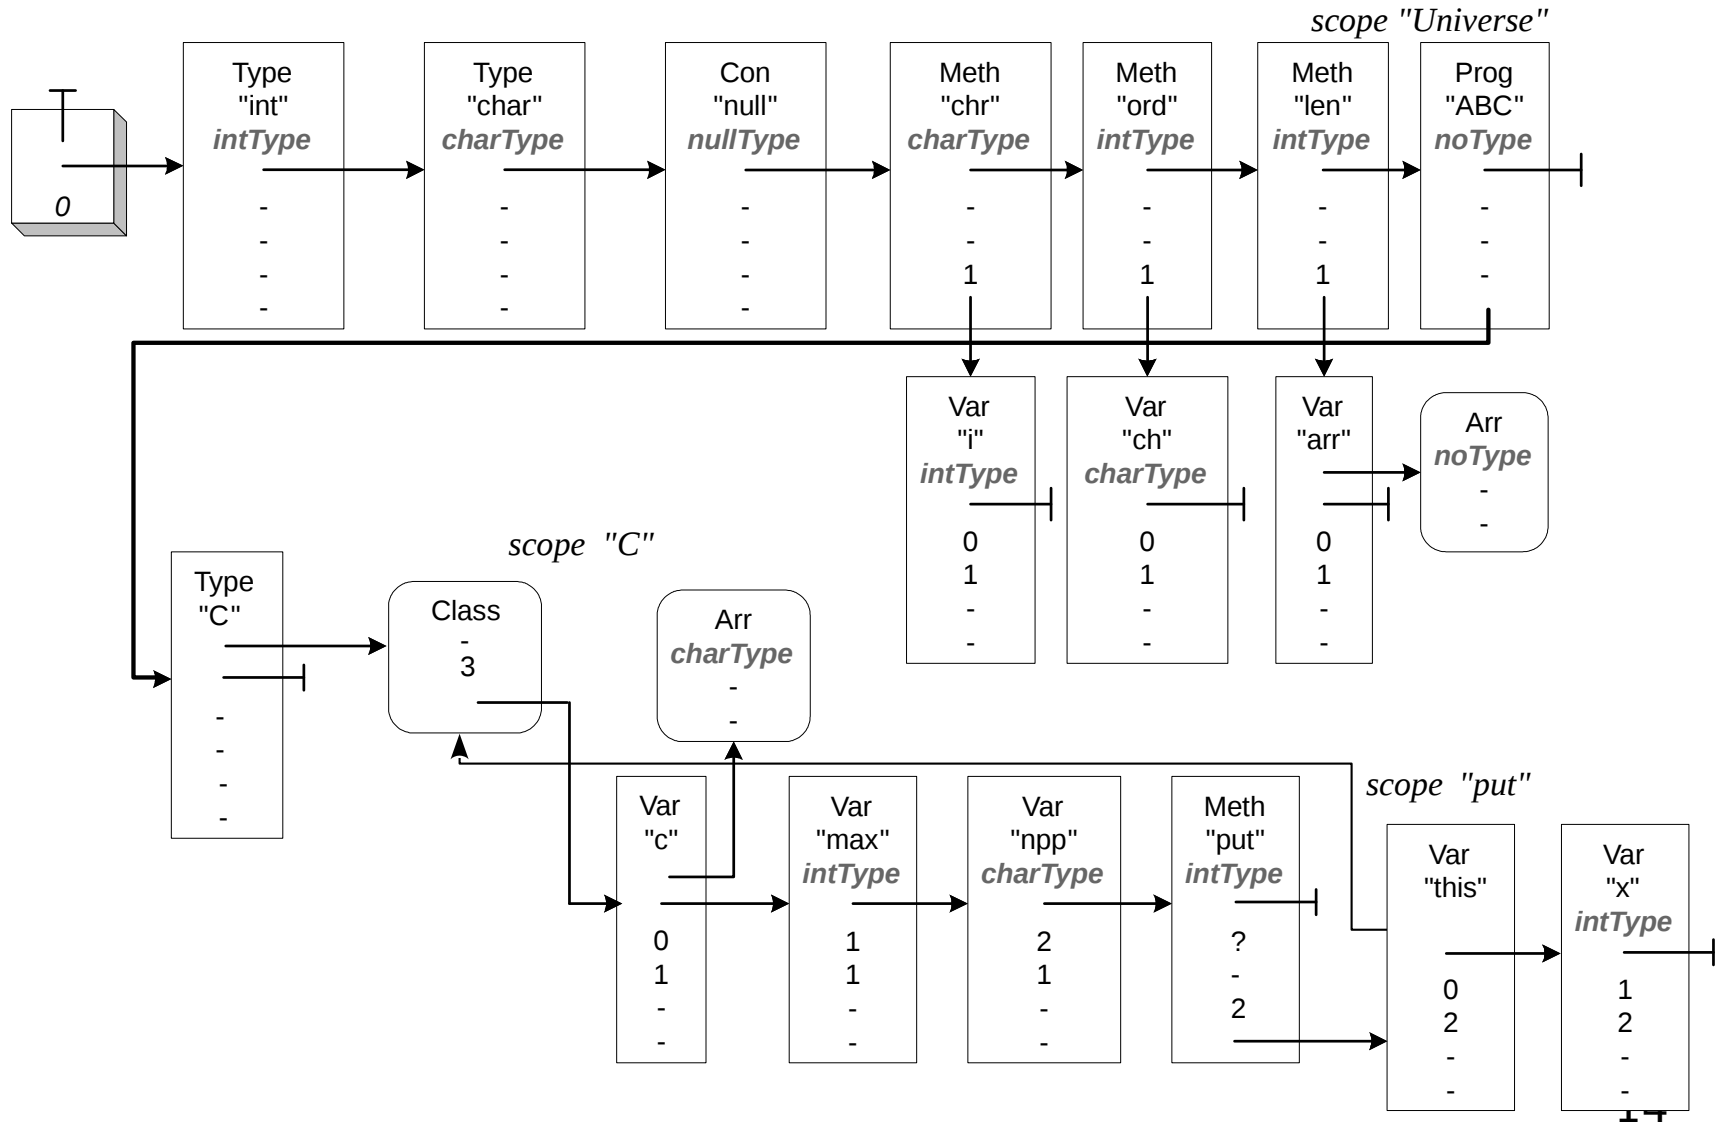 scope "Universe"
0
Type
"int"
intType
-
-
-
-
Type
"char"
charType
-
-
-
-
Con
"null"
nullType
-
-
-
-
Meth
"chr"
charType
-
-
1
Meth
"ord"
intType
-
-
1
Meth
"len"
intType
-
-
1
Prog
"ABC"
noType
-
-
-
Var
"i"
intType
0
1
-
-
Var
"ch"
charType
0
1
-
-
Var
"arr"
0
1
-
-
Arr
noType
-
-
scope "C"
Type
"C"
-
-
-
-
Class
-
3
Arr
charType
-
-
Var
"c"
0
1
-
-
Var
"max"
intType
1
1
-
-
Var
"npp"
charType
2
1
-
-
Meth
"put"
intType
?
-
2
scope "put"
Var
"this"
0
2
-
-
Var
"x"
intType
1
2
-
-